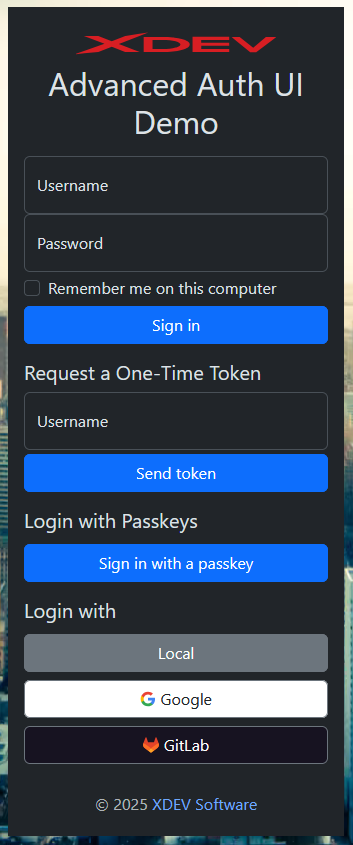 XDEV
Advanced Auth UI
Demo
Username
Password
Remember me on this computer
Sign in
Request a One-Time Token
Username
Send token
Login with Passkeys
Sign in with a passkey
Login with
Local
Google
GitLab
© 2025 XDEV Software